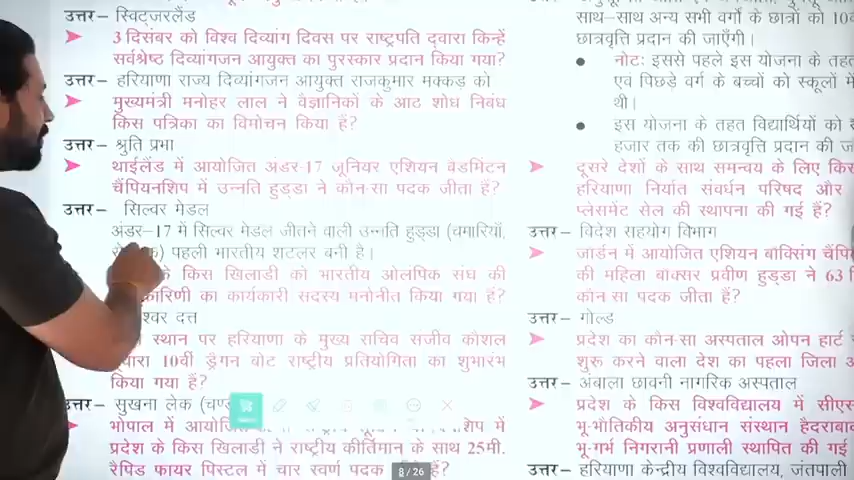 उत्तर– स्विट्जरलैंड
3 दिसंबर को विश्व दिव्यांग दिवस पर राष्ट्रपति द्वारा किन्हें
सर्वश्रेष्ठ दिव्यांगजन आयुक्त का पुरस्कार प्रदान किया गया?
उत्तर– हरियाणा राज्य दिव्यांगजन आयुक्त राजकुमार मक्कड़ को
मुख्यमंत्री मनोहर लाल ने वैज्ञानिकों के आठ शोध निबंध
किस पत्रिका का विमोचन किया है?
उत्तर– श्रुति प्रभा
थाईलैंड में आयोजित अंडर-17 जूनियर एशियन बैडमिंटन
चैंपियनशिप में उन्नति हुड्डा ने कौन-सा पदक जीता है?
उत्तर– सिल्वर मेडल
अंडर–17 में सिल्वर मेडल जीतने वाली उन्नति हुड्डा (चमारियाँ,
पहली भारतीय शटलर बनी है।
के किस खिलाडी को भारतीय ओलंपिक संघ की
कारिणी का कार्यकारी सदस्य मनोनीत किया गया है?
श्वर दत्त
स्थान पर हरियाणा के मुख्य सचिव संजीव कौशल
द्वारा 10वीं ड्रैगन बोट राष्ट्रीय प्रतियोगिता का शुभारंभ
किया गया है?
उत्तर– सुखना लेक
भोपाल में
प्रदेश के किस खिलाडी ने राष्ट्रीय कीर्तिमान के साथ 25मी.
रैपिड फायर पिस्टल में चार स्वर्ण पदक
8 / 26
साथ–साथ अन्य सभी वर्गों के छात्रों को
छात्रवृत्ति प्रदान की जाएँगी।
नोटः इससे पहले इस योजना के तहत
एवं पिछड़े वर्ग के बच्चों को स्कूलों में
थी।
इस योजना के तहत विद्यार्थियों को
हजार तक की छात्रवृत्ति प्रदान की
दूसरे देशों के साथ समन्वय के लिए
हरियाणा निर्यात संवर्धन परिषद और
प्लेसमेंट सेल की स्थापना की गई है?
उत्तर– विदेश सहयोग विभाग
जॉर्डन में आयोजित एशियन बॉक्सिंग
की महिला बॉक्सर प्रवीण हुड्डा ने 63
कौन सा पदक जीता है?
उत्तर – गोल्ड
प्रदेश का कौन-सा अस्पताल ओपन हार्ट
शुरू करने वाला देश का पहला जिला
उत्तर– अंबाला छावनी नागरिक अस्पताल
प्रदेश के किस विश्वविद्यालय में
भू-भौतिकीय अनुसंधान संस्थान हैदराबाद
भू-गर्भ निगरानी प्रणाली स्थापित की गई
उत्तर– हरियाणा केन्द्रीय विश्वविद्यालय, जंतपाली